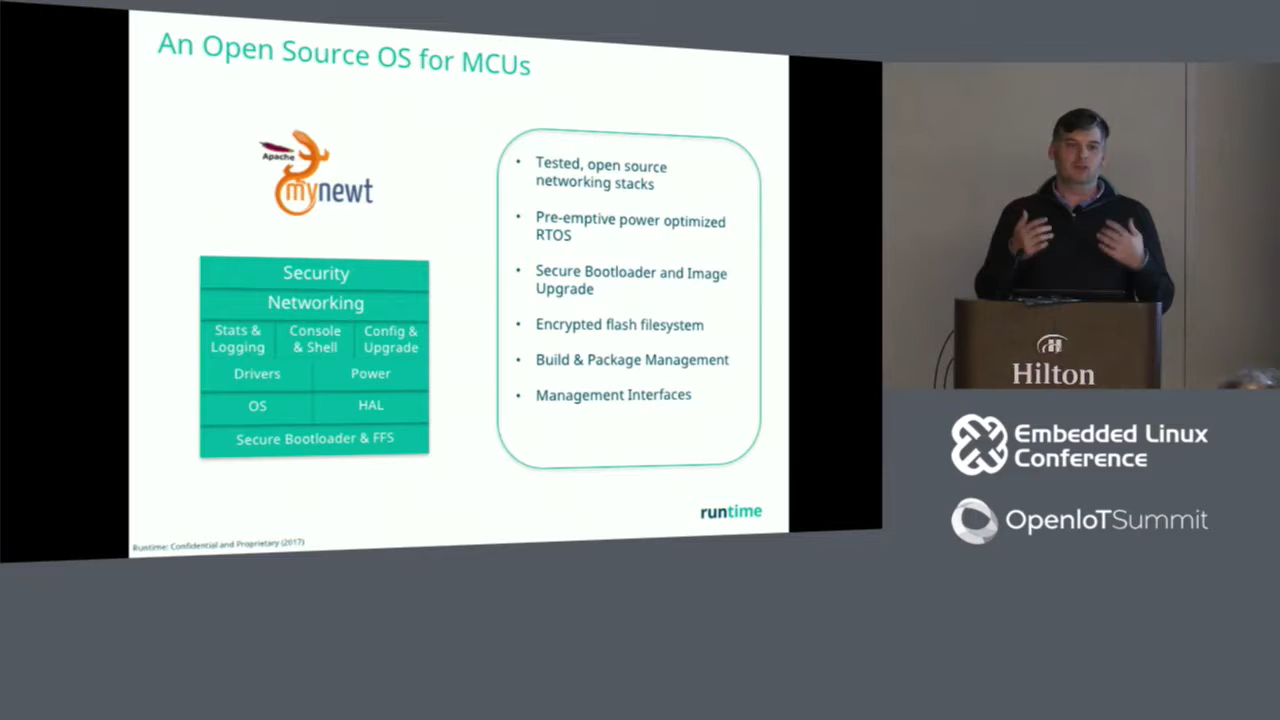 An Open Source OS for MCUs
Apache
mynewt
Security
Networking
Stats &
Logging
Console
& Shell
Config &
Upgrade
Drivers
Power
OS
HAL
Secure Bootloader & FFS
• Tested, open source
networking stacks
• Pre-emptive power optimized
RTOS
• Secure Bootloader and Image
Upgrade
• Encrypted flash filesystem
• Build & Package Management
• Management Interfaces
runtime
Runtime: Confidential and Proprietary (2017)
Hilton
Embedded Linux
Conference
OpenIoTSummit